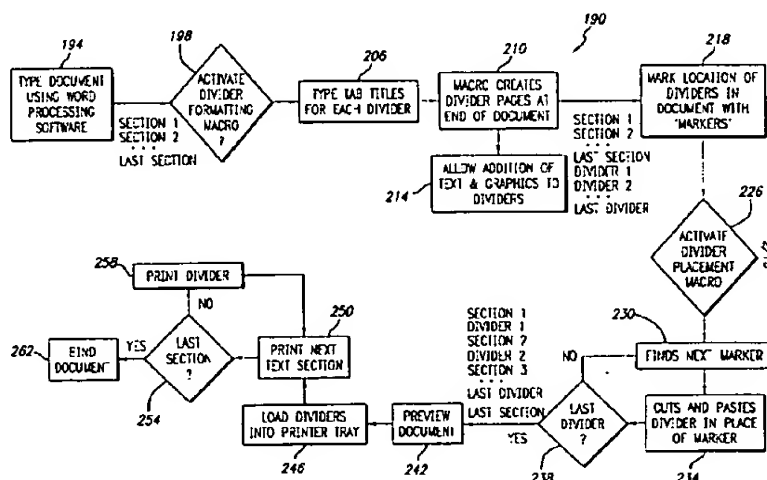 194
TYPE DOCUMENT
USING WORD
PROCESSING
SOFTWARE
SECTION 1
SECTION 2
. . .
LAST SECTION
198
ACTIVATE
DIVIDER
FORMATTING
MACRO
?
206
TYPE TAB TITLES
FOR EACH DIVIDER
210
MACRO CREATES
DIVIDER PAGES AT
END OF DOCUMENT
190
214
ALLOW ADDITION OF
TEXT & GRAPHICS TO
DIVIDERS
SECTION 1
SECTION 2
. . .
LAST SECTION
DIVIDER 1
DIVIDER 2
. . .
LAST DIVIDER
218
MARK LOCATION OF
DIVIDERS IN
DOCUMENT WITH
"MARKERS"
226
ACTIVATE
DIVIDER
PLACEMENT
MACRO
230
FINDS NEXT MARKER
CUTS AND PASTES
DIVIDER IN PLACE
OF MARKER
234
NO
LAST
DIVIDER
?
238
YES
SECTION 1
DIVIDER 1
SECTION 2
DIVIDER 2
SECTION 3
. . .
LAST DIVIDER
LAST SECTION
PREVIEW
DOCUMENT
242
LOAD DIVIDERS
INTO PRINTER TRAY
246
250
PRINT NEXT
TEXT SECTION
LAST
SECTION
?
254
NO
258
PRINT DIVIDER
YES
262
BIND
DOCUMENT